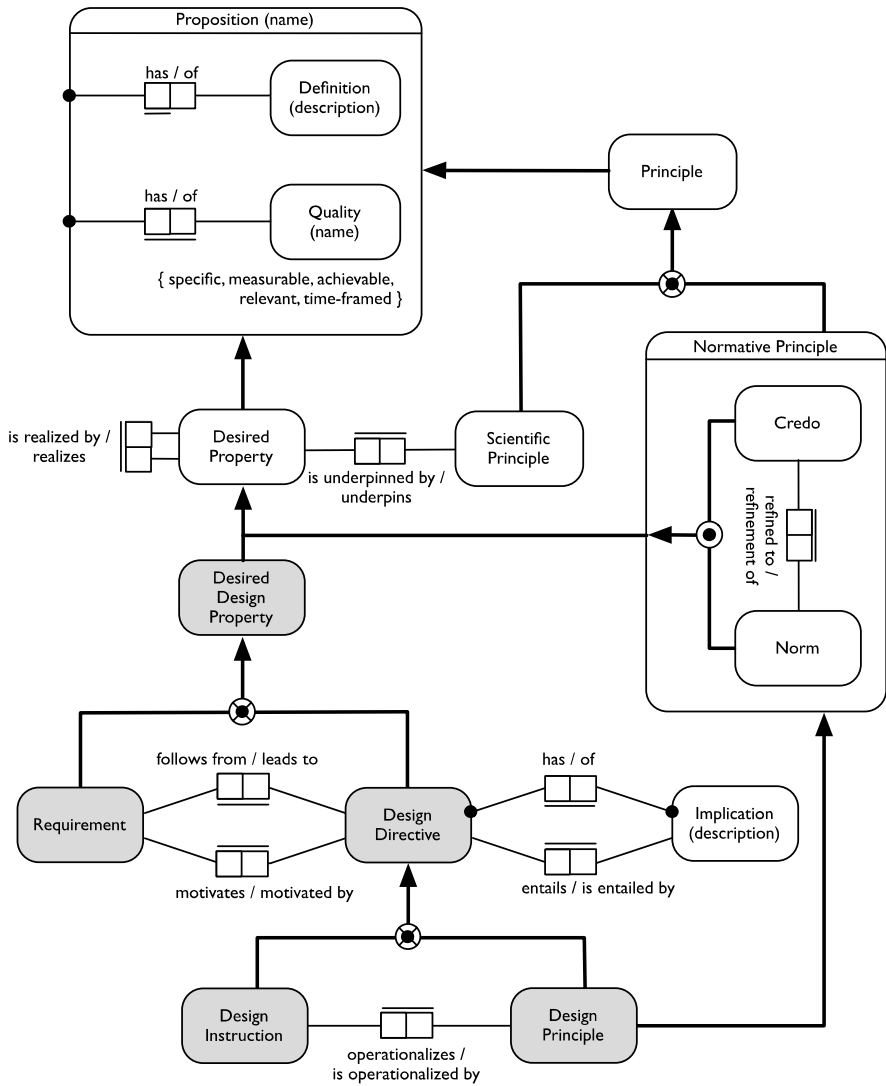 Proposition (name)
has / of
Definition
(description)
has / of
Quality
(name)
{ specific, measurable, achievable,
relevant, time-framed }
Principle
Normative Principle
Credo
refined to /
refinement of
Norm
is realized by /
realizes
Desired
Property
is underpinned by /
underpins
Scientific
Principle
Desired
Design
Property
follows from / leads to
Requirement
Design
Directive
motivates / motivated by
has / of
Implication
(description)
entails / is entailed by
Design
Instruction
operationalizes /
is operationalized by
Design
Principle